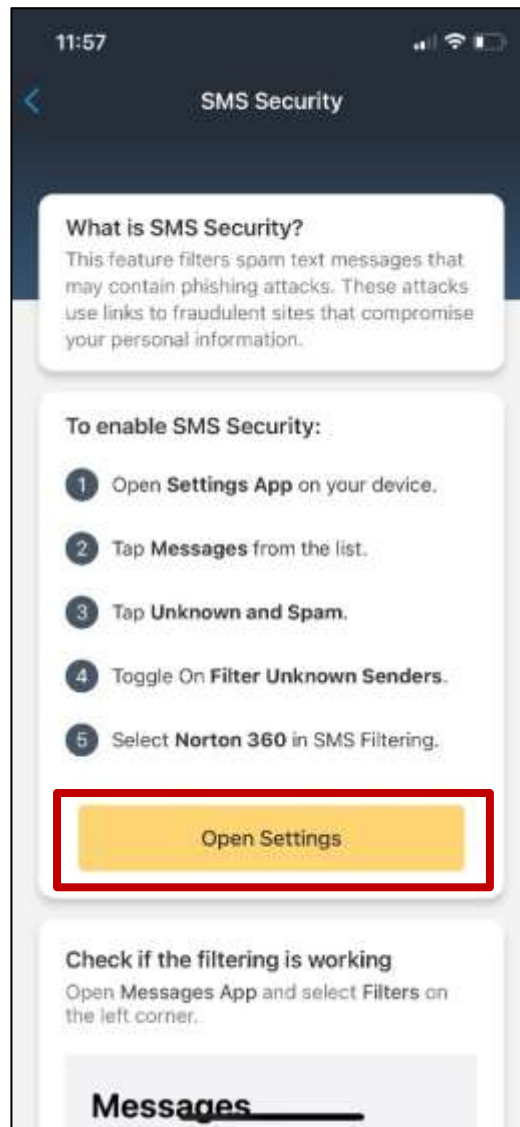 11:57
SMS Security
What is SMS Security?
This feature filters spam text messages that
may contain phishing attacks. These attacks
use links to fraudulent sites that compromise
your personal information.
To enable SMS Security:
1 Open Settings App on your device.
2 Tap Messages from the list.
3 Tap Unknown and Spam.
4 Toggle On Filter Unknown Senders.
5 Select Norton 360 in SMS Filtering.
Open Settings
Check if the filtering is working
Open Messages App and select Filters on
the left corner.
Messages